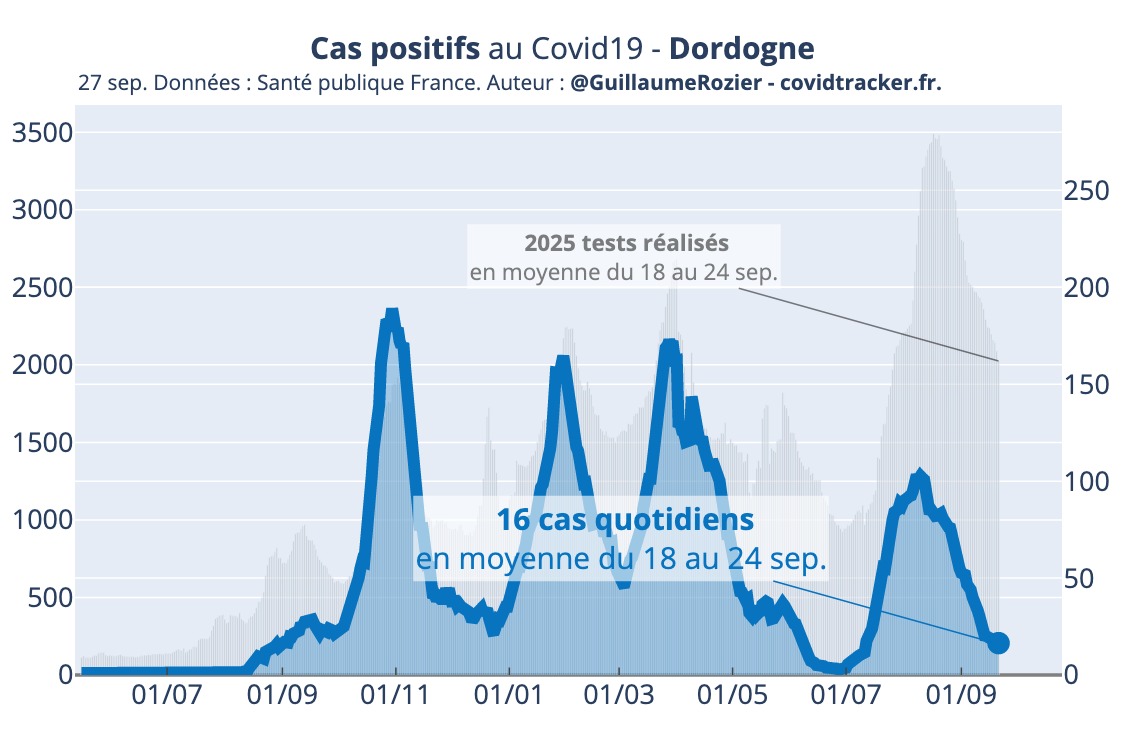 Cas positifs au Covid19 - Dordogne
27 sep. Données : Santé publique France. Auteur : @GuillaumeRozier - covidtracker.fr.
3500
3000
2500
2000
1500
1000
500
0
250
200
150
100
50
0
2025 tests réalisés
en moyenne du 18 au 24 sep.
16 cas quotidiens
en moyenne du 18 au 24 sep.
01/07 01/09 01/11 01/01 01/03 01/05 01/07 01/09